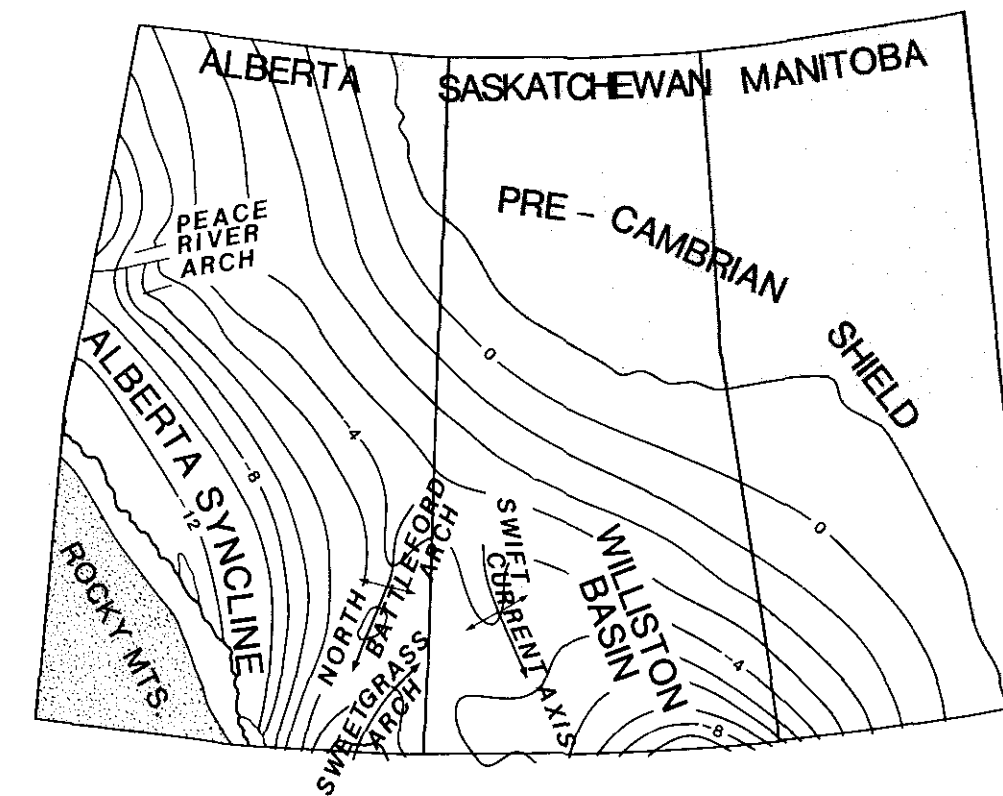 ALBERTA
SASKATCHEWAN
MANITOBA
PRE - CAMBRIAN
SHIELD
PEACE
RIVER
ARCH
0
ALBERTA SYNCLINE
4
-8
-12
ROCKY MTS.
NORTH
BATTLEFORD
ARCH
SWEETGRASS
ARCH
SWIFT
CURRENT AXIS
WILLISTON
BASIN
0
-4
-8